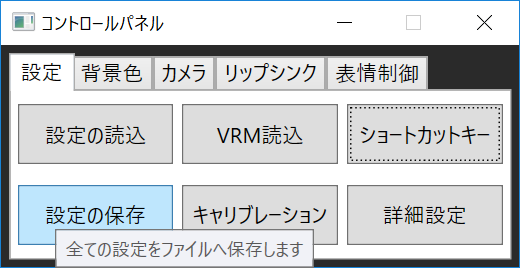 コントロールパネル
設定 背景色 カメラ リップシンク 表情制御
設定の読込 VRM読込 ショートカットキー
設定の保存 キャリブレーション 詳細設定
全ての設定をファイルへ保存します